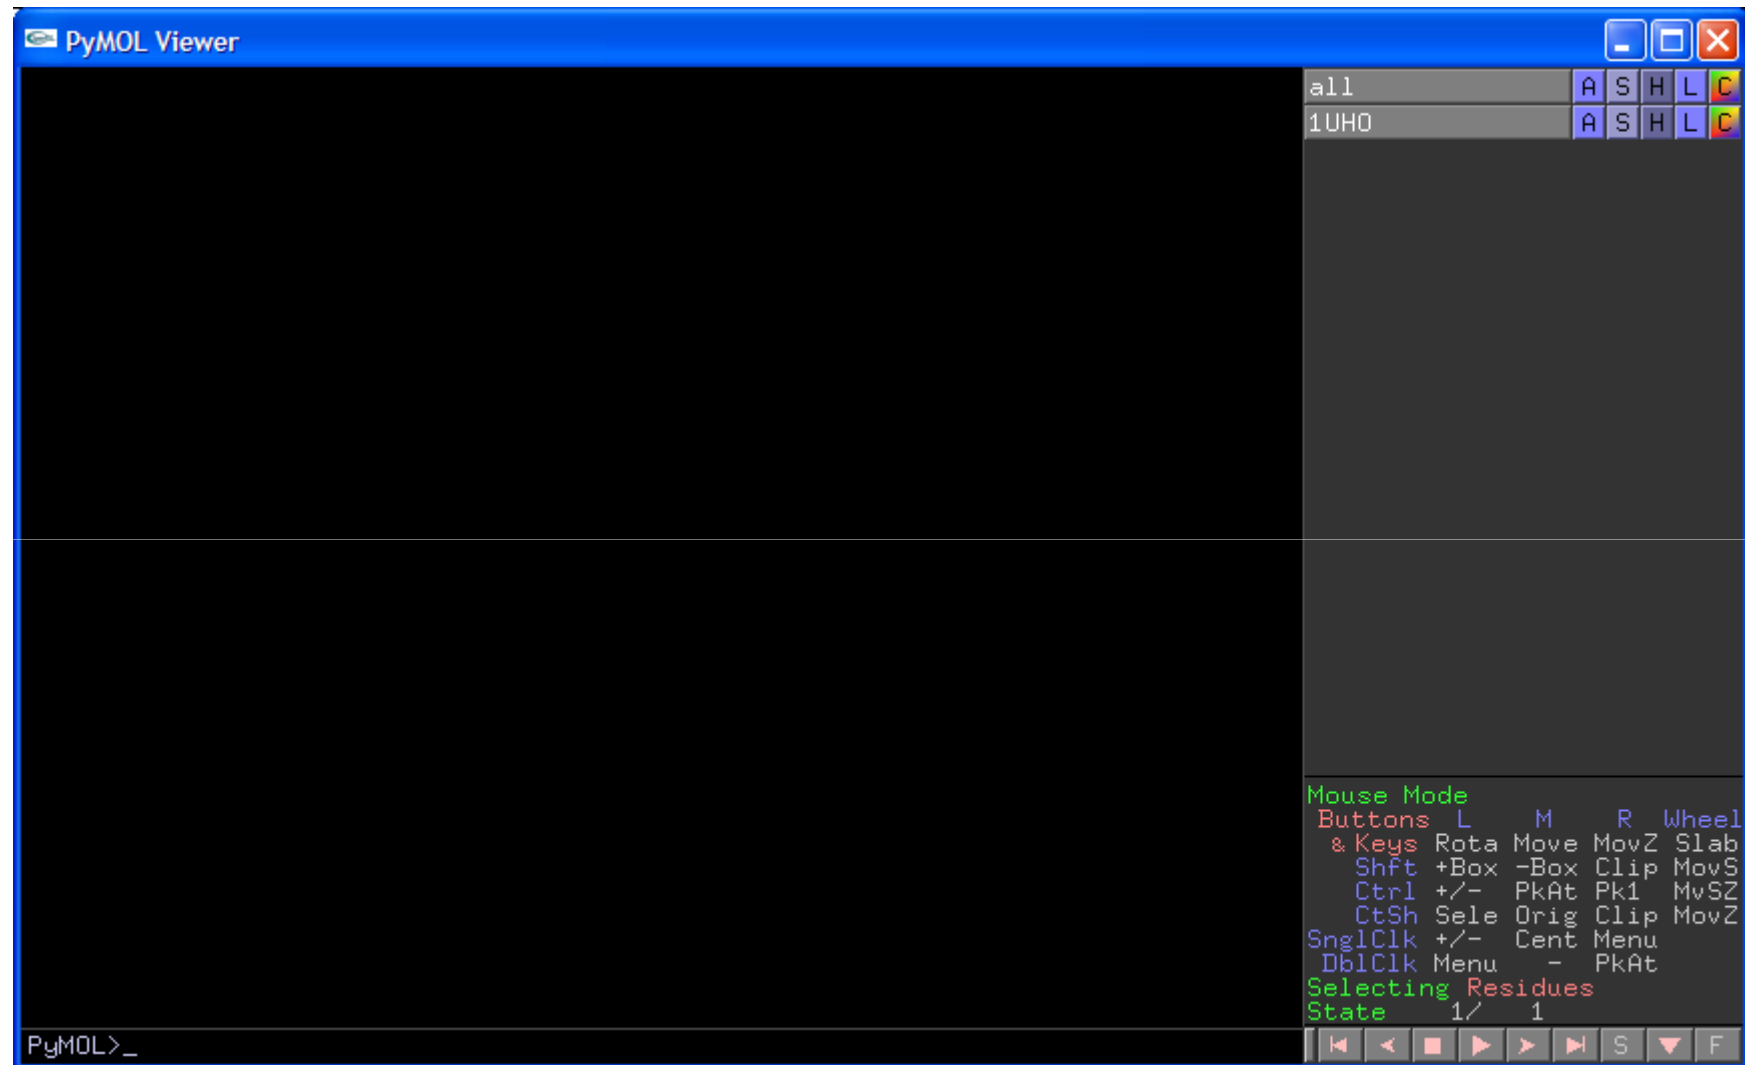 PyMOL Viewer
all A S H L C
1UHO A S H L C
Mouse Mode
Buttons L M R Wheel
& Keys Rota Move MovZ Slab
Shft +Box -Box Clip MovS
Ctrl +/- PkAt Pk1 MvSZ
CtSh Sele Orig Clip MovZ
SnglClk +/- Cent Menu
DblClk Menu - PkAt
Selecting Residues
State 1/ 1
PyMOL>_
S F